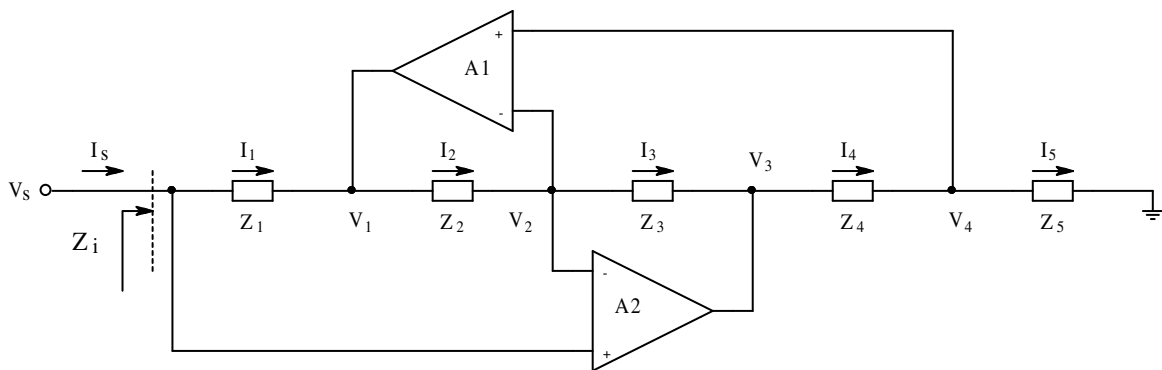 +
A1
-
I_S I_1 I_2 I_3 V_3 I_4 I_5
V_S
Z_1 V_1 Z_2 V_2 Z_3 Z_4 V_4 Z_5
Z_i
-
A2
+